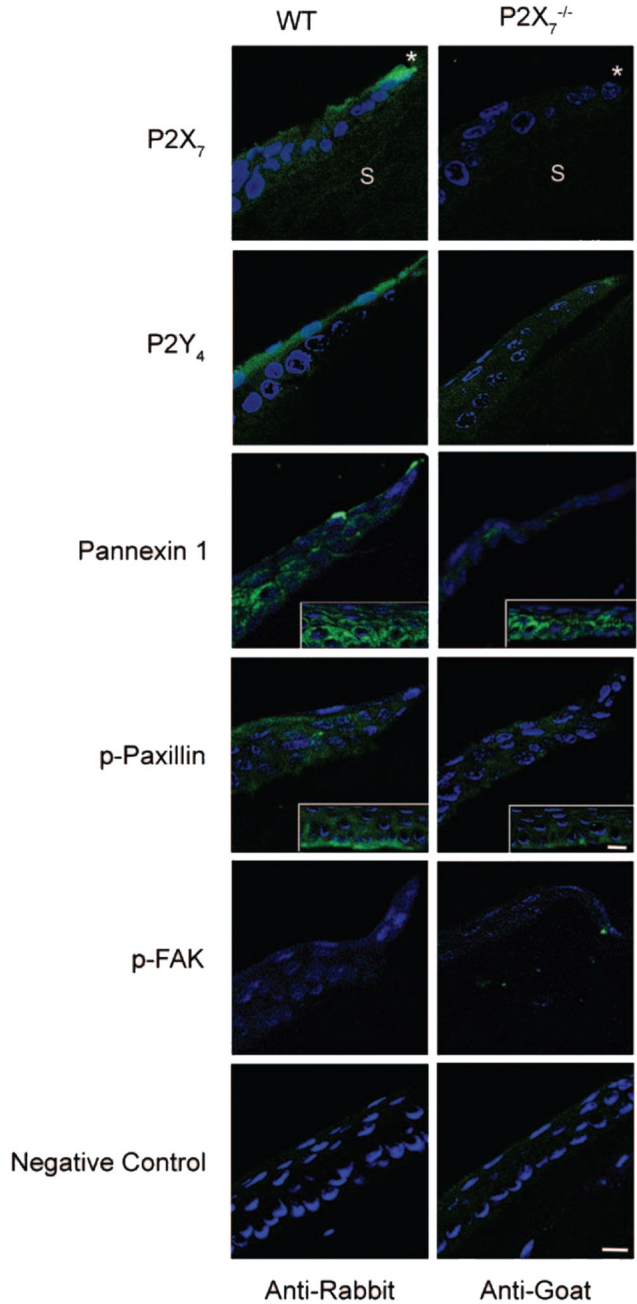 WT P2X₇⁻/⁻
* *
P2X₇
S S
P2Y₄
Pannexin 1
p-Paxillin
p-FAK
Negative Control
Anti-Rabbit Anti-Goat